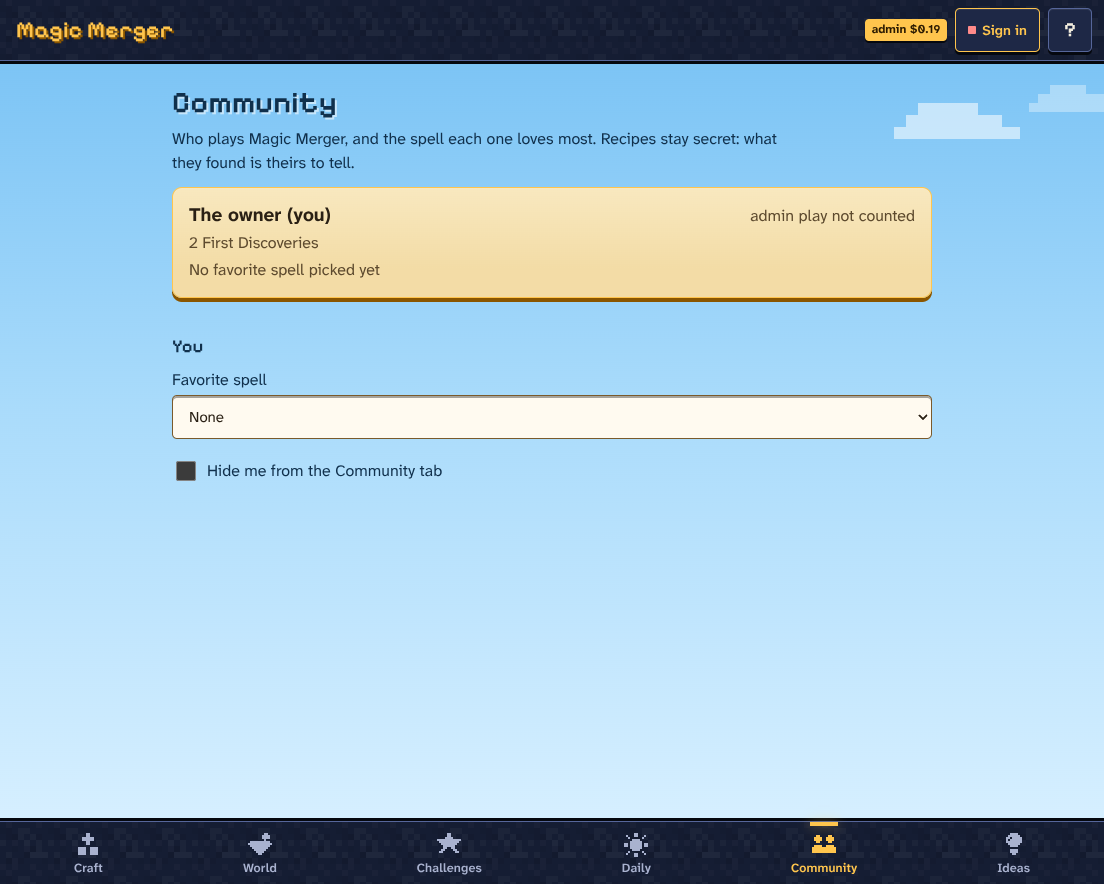 Magic Merger
admin $0.19
Sign in
?
Community
Who plays Magic Merger, and the spell each one loves most. Recipes stay secret: what
they found is theirs to tell.
The owner (you)
admin play not counted
2 First Discoveries
No favorite spell picked yet
You
Favorite spell
None
Hide me from the Community tab
Craft
World
Challenges
Daily
Community
Ideas